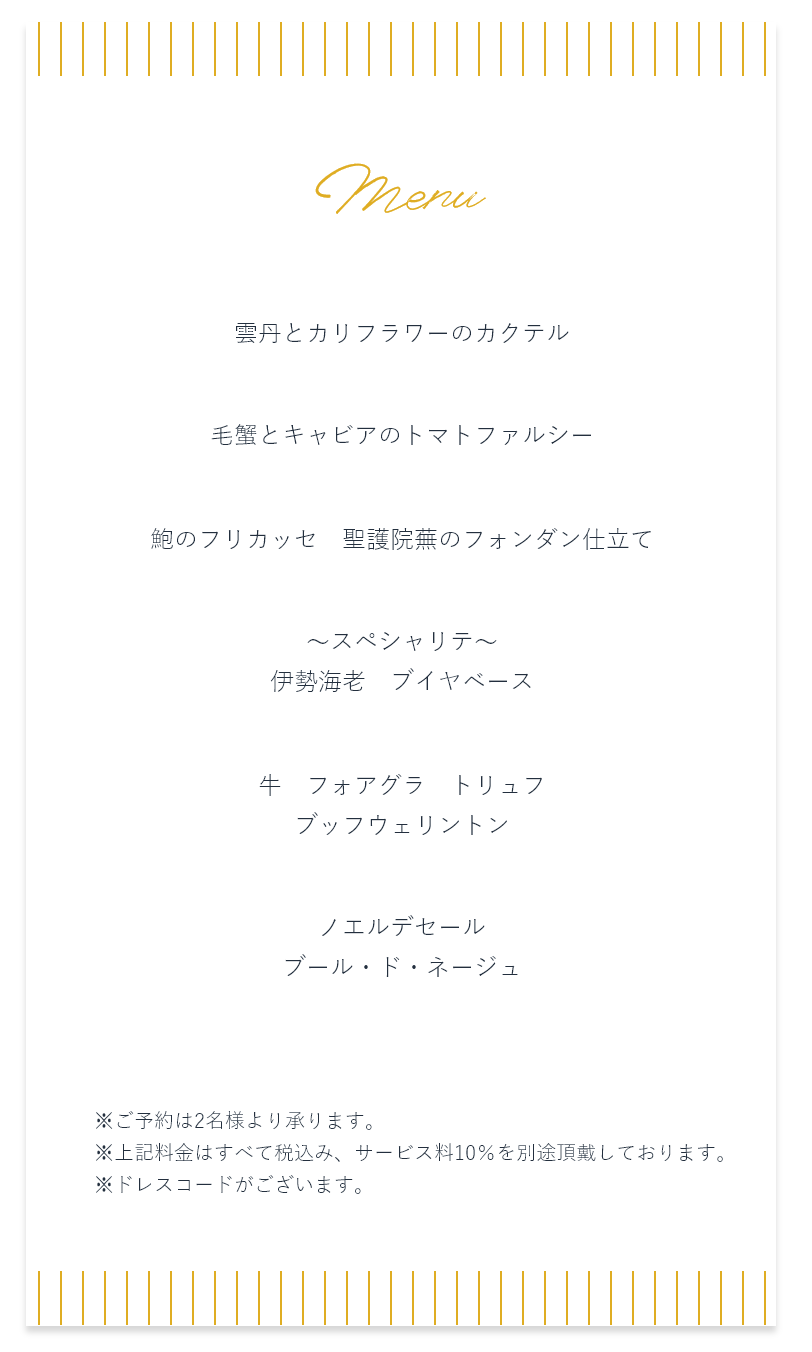 Menu
雲丹とカリフラワーのカクテル
毛蟹とキャビアのトマトファルシー
鮑のフリカッセ　聖護院蕪のフォンダン仕立て
〜スペシャリテ〜
伊勢海老　ブイヤベース
牛　フォアグラ　トリュフ
ブッフウェリントン
ノエルデセール
ブール・ド・ネージュ
※ご予約は2名様より承ります。
※上記料金はすべて税込み、サービス料10％を別途頂戴しております。
※ドレスコードがございます。